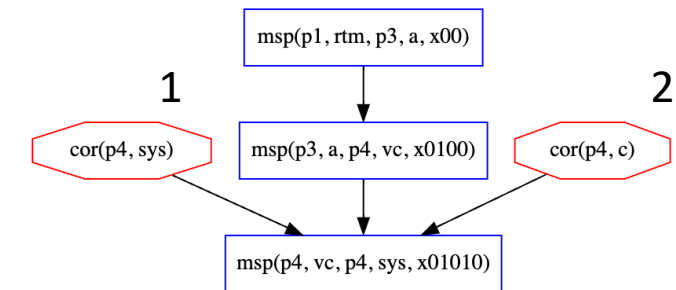 msp(p1, rtm, p3, a, x00)
1
2
cor(p4, sys)
msp(p3, a, p4, vc, x0100)
cor(p4, c)
msp(p4, vc, p4, sys, x01010)